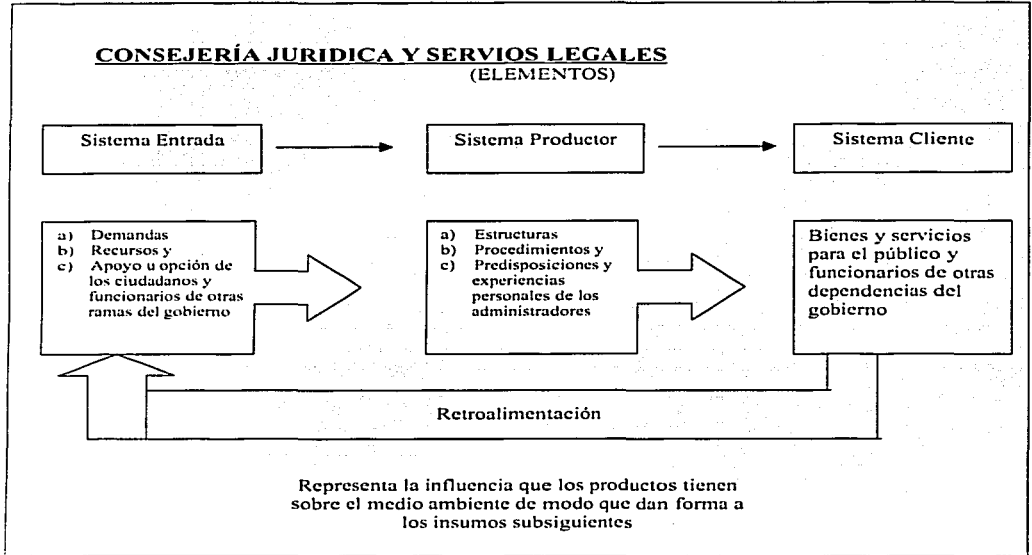 CONSEJERÍA JURIDICA Y SERVIOS LEGALES
(ELEMENTOS)
Sistema Entrada
Sistema Productor
Sistema Cliente
a) Demandas
b) Recursos y
c) Apoyo u opción de
los ciudadanos y
funcionarios de otras
ramas del gobierno
a) Estructuras
b) Procedimientos y
c) Predisposiciones y
experiencias
personales de los
administradores
Bienes y servicios
para el público y
funcionarios de otras
dependencias del
gobierno
Retroalimentación
Representa la influencia que los productos tienen
sobre el medio ambiente de modo que dan forma a
los insumos subsiguientes